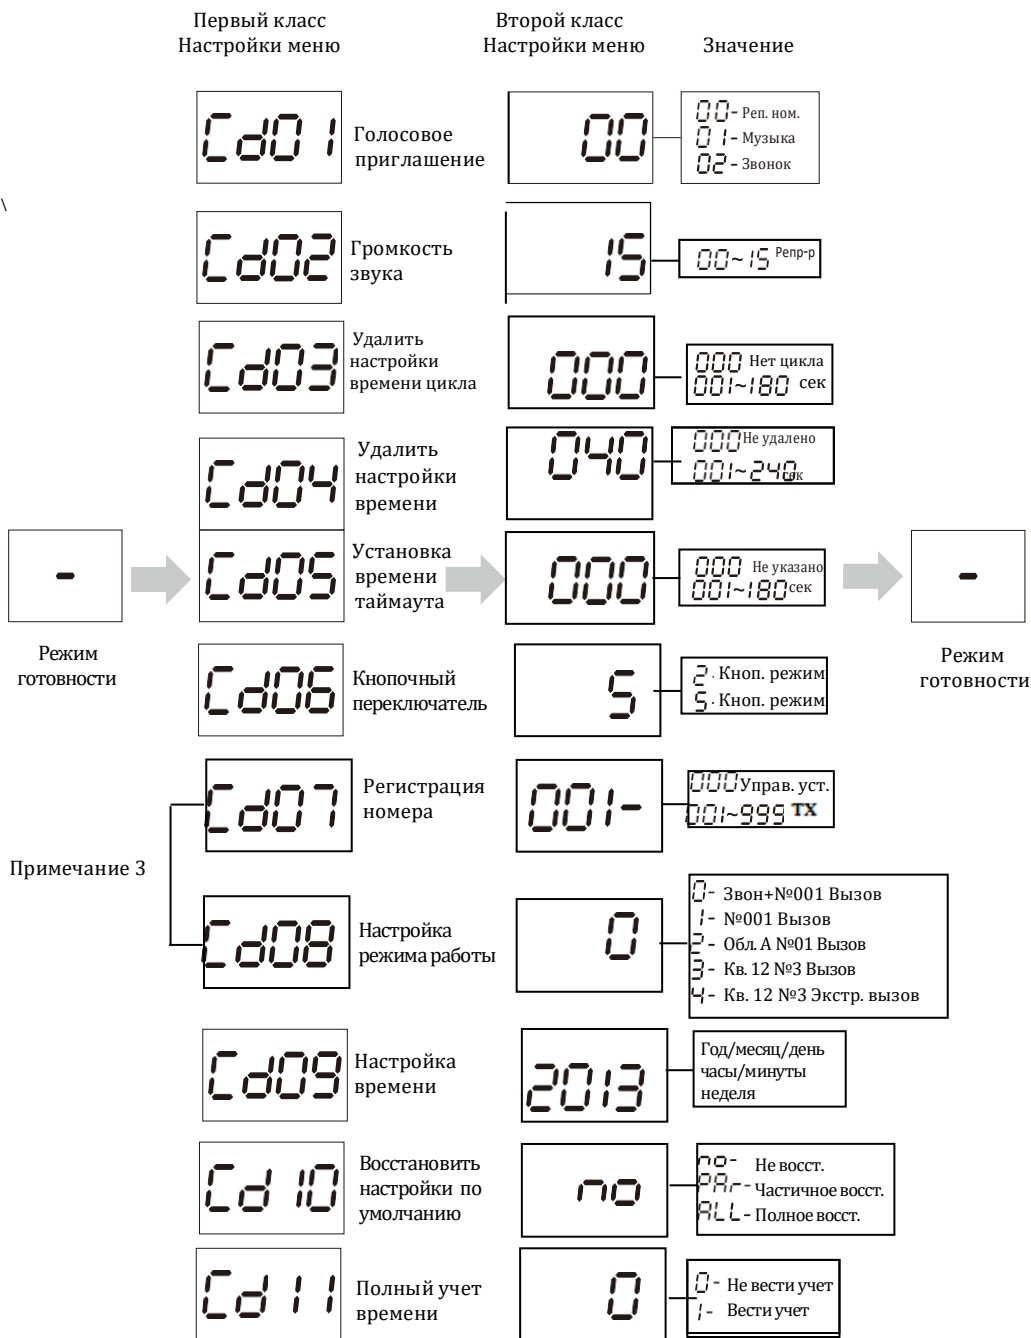 Первый класс
Настройки меню
Второй класс
Настройки меню
Значение
Cd01
Голосовое
приглашение
00
00- Реп. ном.
01- Музыка
02- Звонок
\
Cd02
Громкость
звука
15
00~15 Репр-р
Cd03
Удалить
настройки
времени цикла
000
000 Нет цикла
001~180 сек
Cd04
Удалить
настройки
времени
040
000 Не удалено
001~240 сек
-
Режим
готовности
Cd05
Установка
времени
таймаута
000
000 Не указано
001~180 сек
-
Режим
готовности
Cd06
Кнопочный
переключатель
5
2. Кноп. режим
5. Кноп. режим
Примечание 3
Cd07
Регистрация
номера
001-
000 Управ. уст.
001~999 TX
Cd08
Настройка
режима работы
0
0- Звон+№001 Вызов
1- №001 Вызов
2- Обл. А №01 Вызов
3- Кв. 12 №3 Вызов
4- Кв. 12 №3 Экстр. вызов
Cd09
Настройка
времени
2013
Год/месяц/день
часы/минуты
неделя
Cd10
Восстановить
настройки по
умолчанию
no
no- Не восст.
PAr- Частичное восст.
ALL- Полное восст.
Cd11
Полный учет
времени
0
0- Не вести учет
1- Вести учет